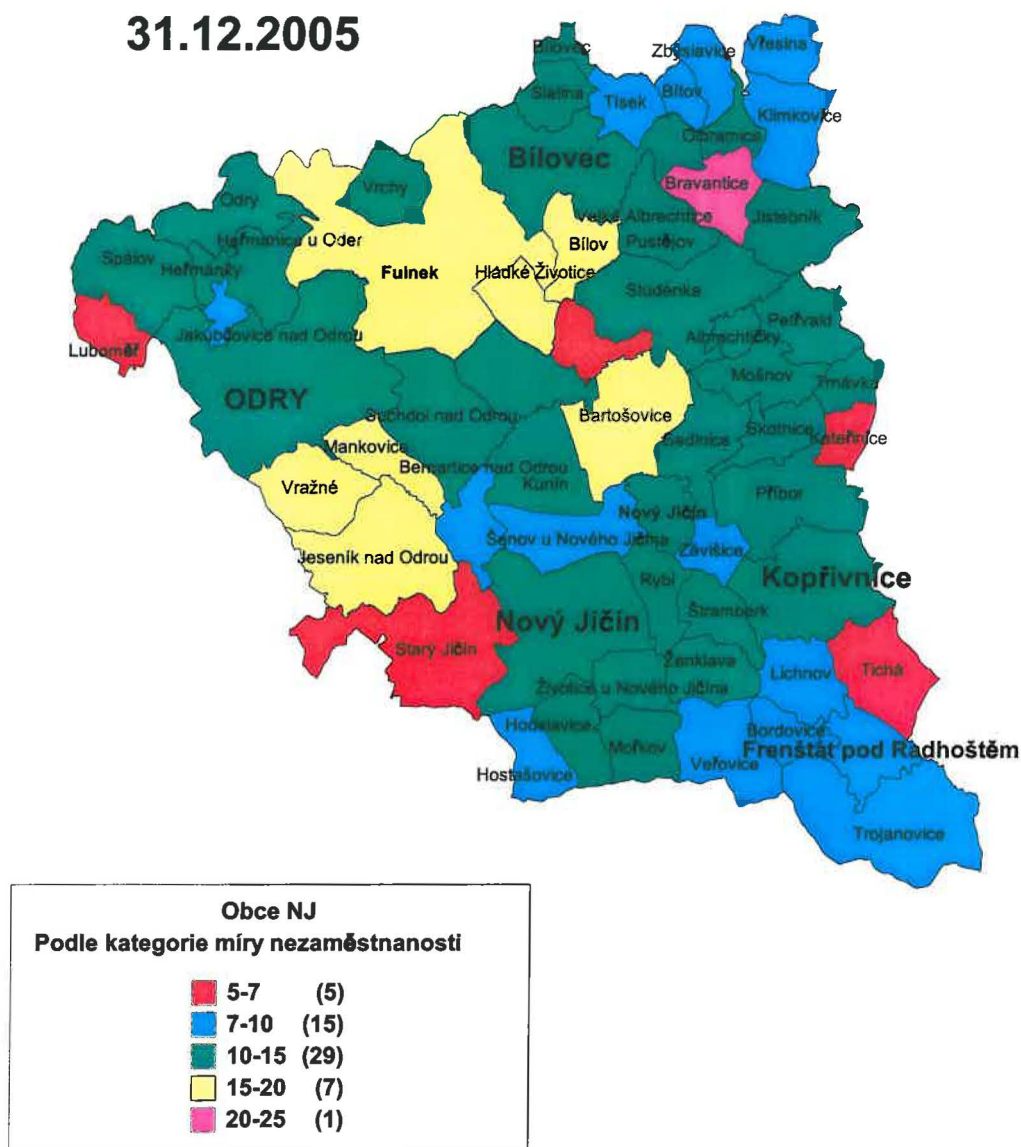 31.12.2005
Bílovec
Zbyslavice
Vřesina
Slatina
Tísek
Bítov
Klimkovice
Olbramice
Bílovec
Bravantice
Vrchy
Odry
Velké Albrechtice
Jistebník
Heřmanice u Oder
Bílov
Pustějov
Spálov
Heřmánky
Fulnek
Hladké Životice
Studénka
Jakubčovice nad Odrou
Albrechtičky
Petřvald
Luboměř
Mošnov
Trnávka
ODRY
Suchdol nad Odrou
Bartošovice
Skotnice
Kateřinice
Sedlnice
Mankovice
Bernartice nad Odrou
Kunín
Vražné
Příbor
Nový Jičín
Šenov u Nového Jičína
Závišice
Jeseník nad Odrou
Rybí
Kopřivnice
Štramberk
Nový Jičín
Starý Jičín
Ženklava
Lichnov
Tichá
Životice u Nového Jičína
Hodslavice
Bordovice
Mořkov
Frenštát pod Radhoštěm
Veřovice
Hostašovice
Trojanovice
Obce NJ
Podle kategorie míry nezaměstnanosti
5-7 (5)
7-10 (15)
10-15 (29)
15-20 (7)
20-25 (1)